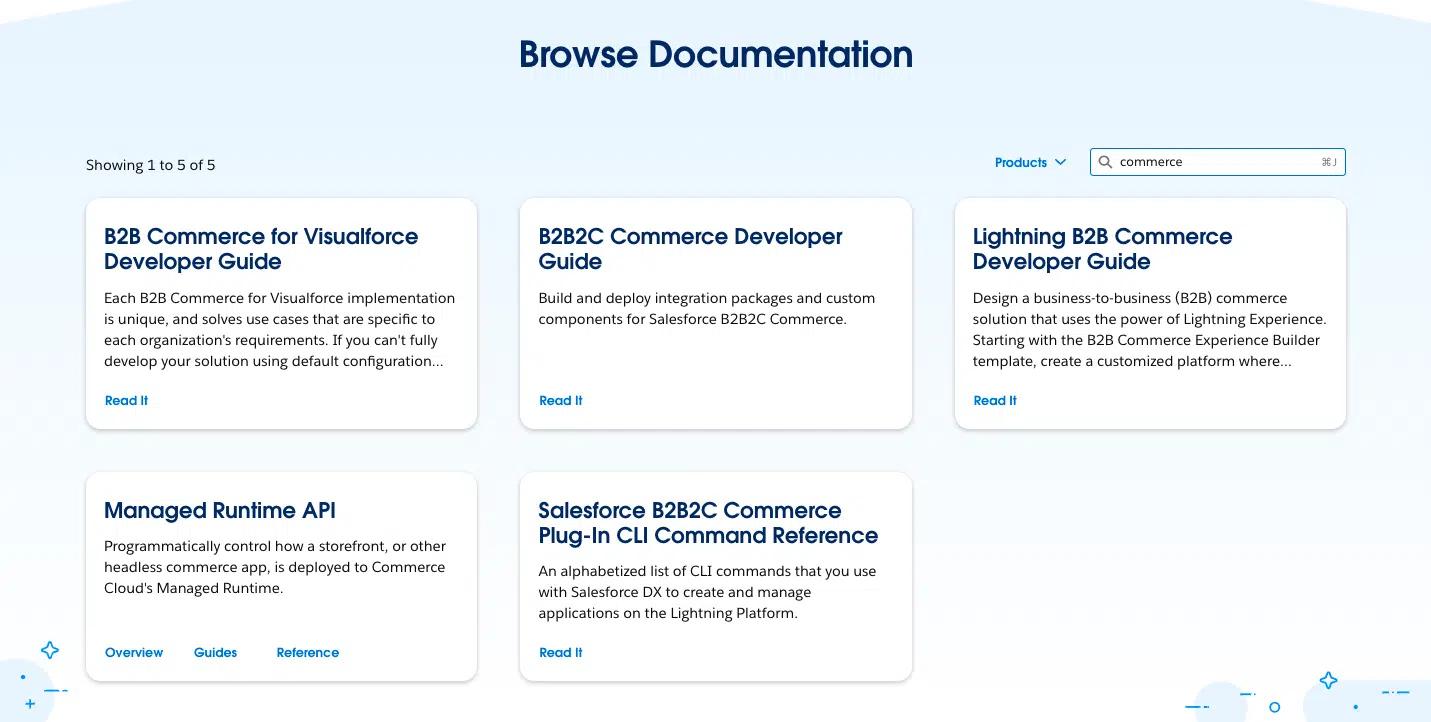 Browse Documentation
Showing 1 to 5 of 5
Products
commerce
⌘J
B2B Commerce for Visualforce
Developer Guide
Each B2B Commerce for Visualforce implementation
is unique, and solves use cases that are specific to
each organization's requirements. If you can't fully
develop your solution using default configuration...
Read It
B2B2C Commerce Developer
Guide
Build and deploy integration packages and custom
components for Salesforce B2B2C Commerce.
Read It
Lightning B2B Commerce
Developer Guide
Design a business-to-business (B2B) commerce
solution that uses the power of Lightning Experience.
Starting with the B2B Commerce Experience Builder
template, create a customized platform where...
Read It
Managed Runtime API
Programmatically control how a storefront, or other
headless commerce app, is deployed to Commerce
Cloud's Managed Runtime.
Overview
Guides
Reference
Salesforce B2B2C Commerce
Plug-In CLI Command Reference
An alphabetized list of CLI commands that you use
with Salesforce DX to create and manage
applications on the Lightning Platform.
Read It